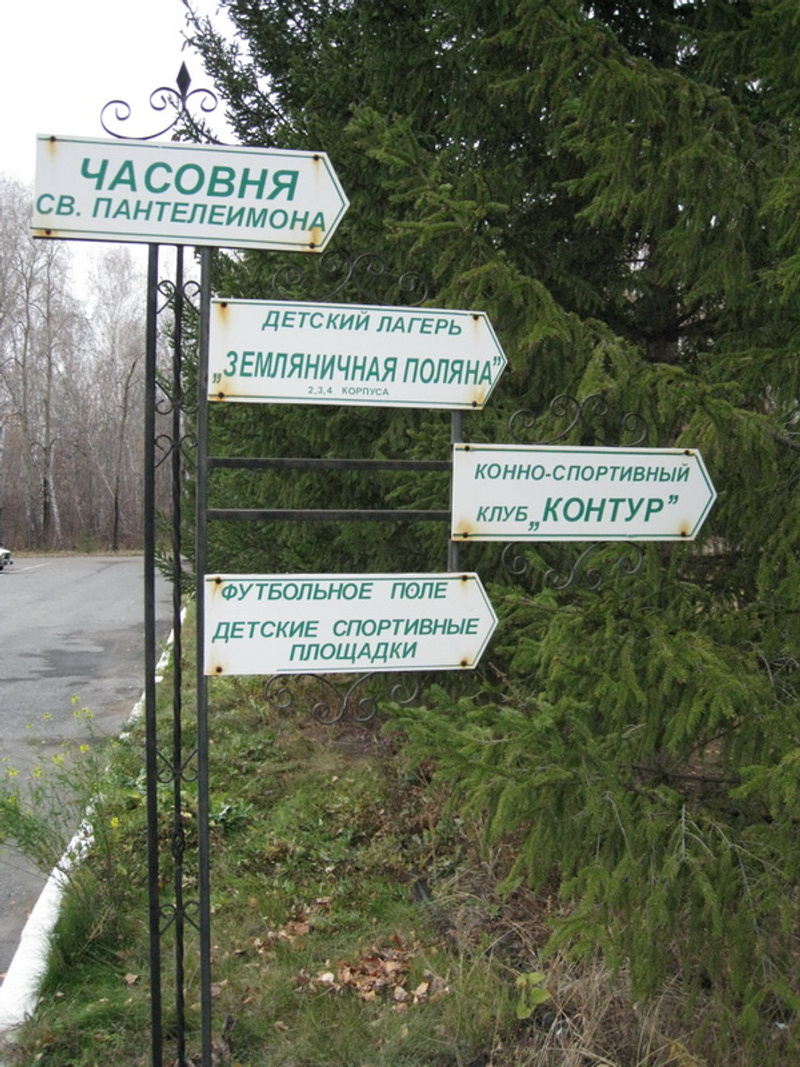 ЧАСОВНЯ
СВ. ПАНТЕЛЕИМОНА
ДЕТСКИЙ ЛАГЕРЬ
„ЗЕМЛЯНИЧНАЯ ПОЛЯНА”
2,3,4 КОРПУСА
КОННО-СПОРТИВНЫЙ
КЛУБ „КОНТУР”
ФУТБОЛЬНОЕ ПОЛЕ
ДЕТСКИЕ СПОРТИВНЫЕ
ПЛОЩАДКИ